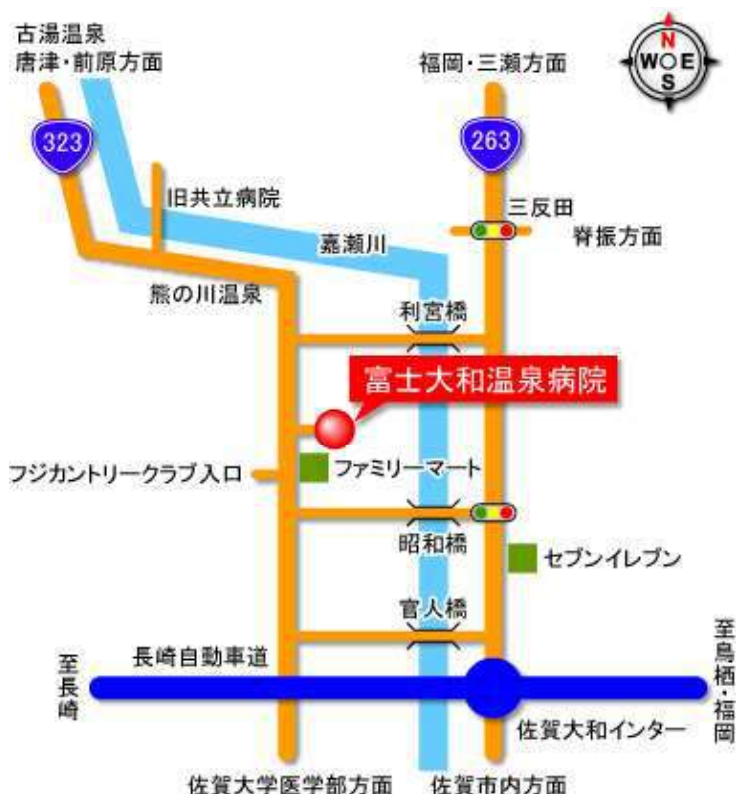 古湯温泉
唐津・前原方面
福岡・三瀬方面
N
W
E
S
323
263
旧共立病院
三反田
脊振方面
嘉瀬川
熊の川温泉
利宮橋
富士大和温泉病院
フジカントリークラブ入口
ファミリーマート
昭和橋
セブンイレブン
官人橋
長崎自動車道
至長崎
至鳥栖・福岡
佐賀大和インター
佐賀大学医学部方面
佐賀市内方面